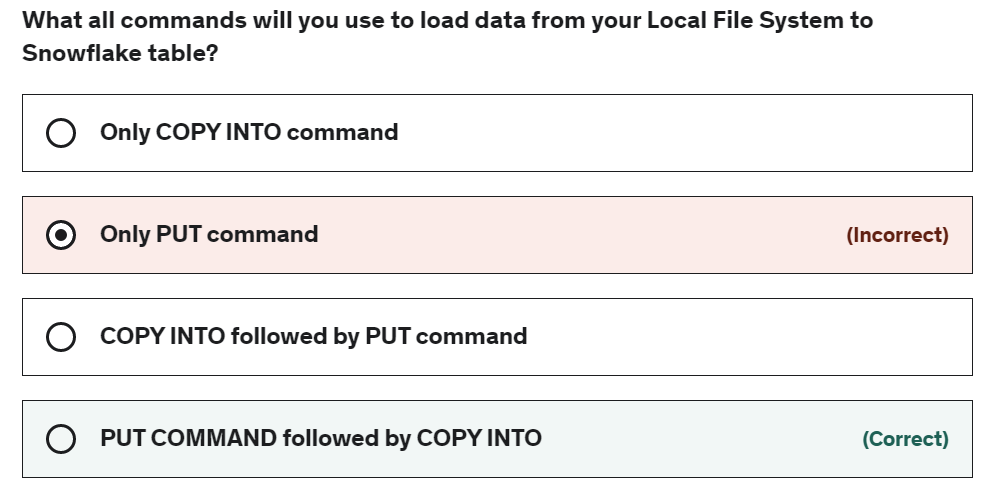 What all commands will you use to load data from your Local File System to
Snowflake table?
Only COPY INTO command
Only PUT command (Incorrect)
COPY INTO followed by PUT command
PUT COMMAND followed by COPY INTO (Correct)